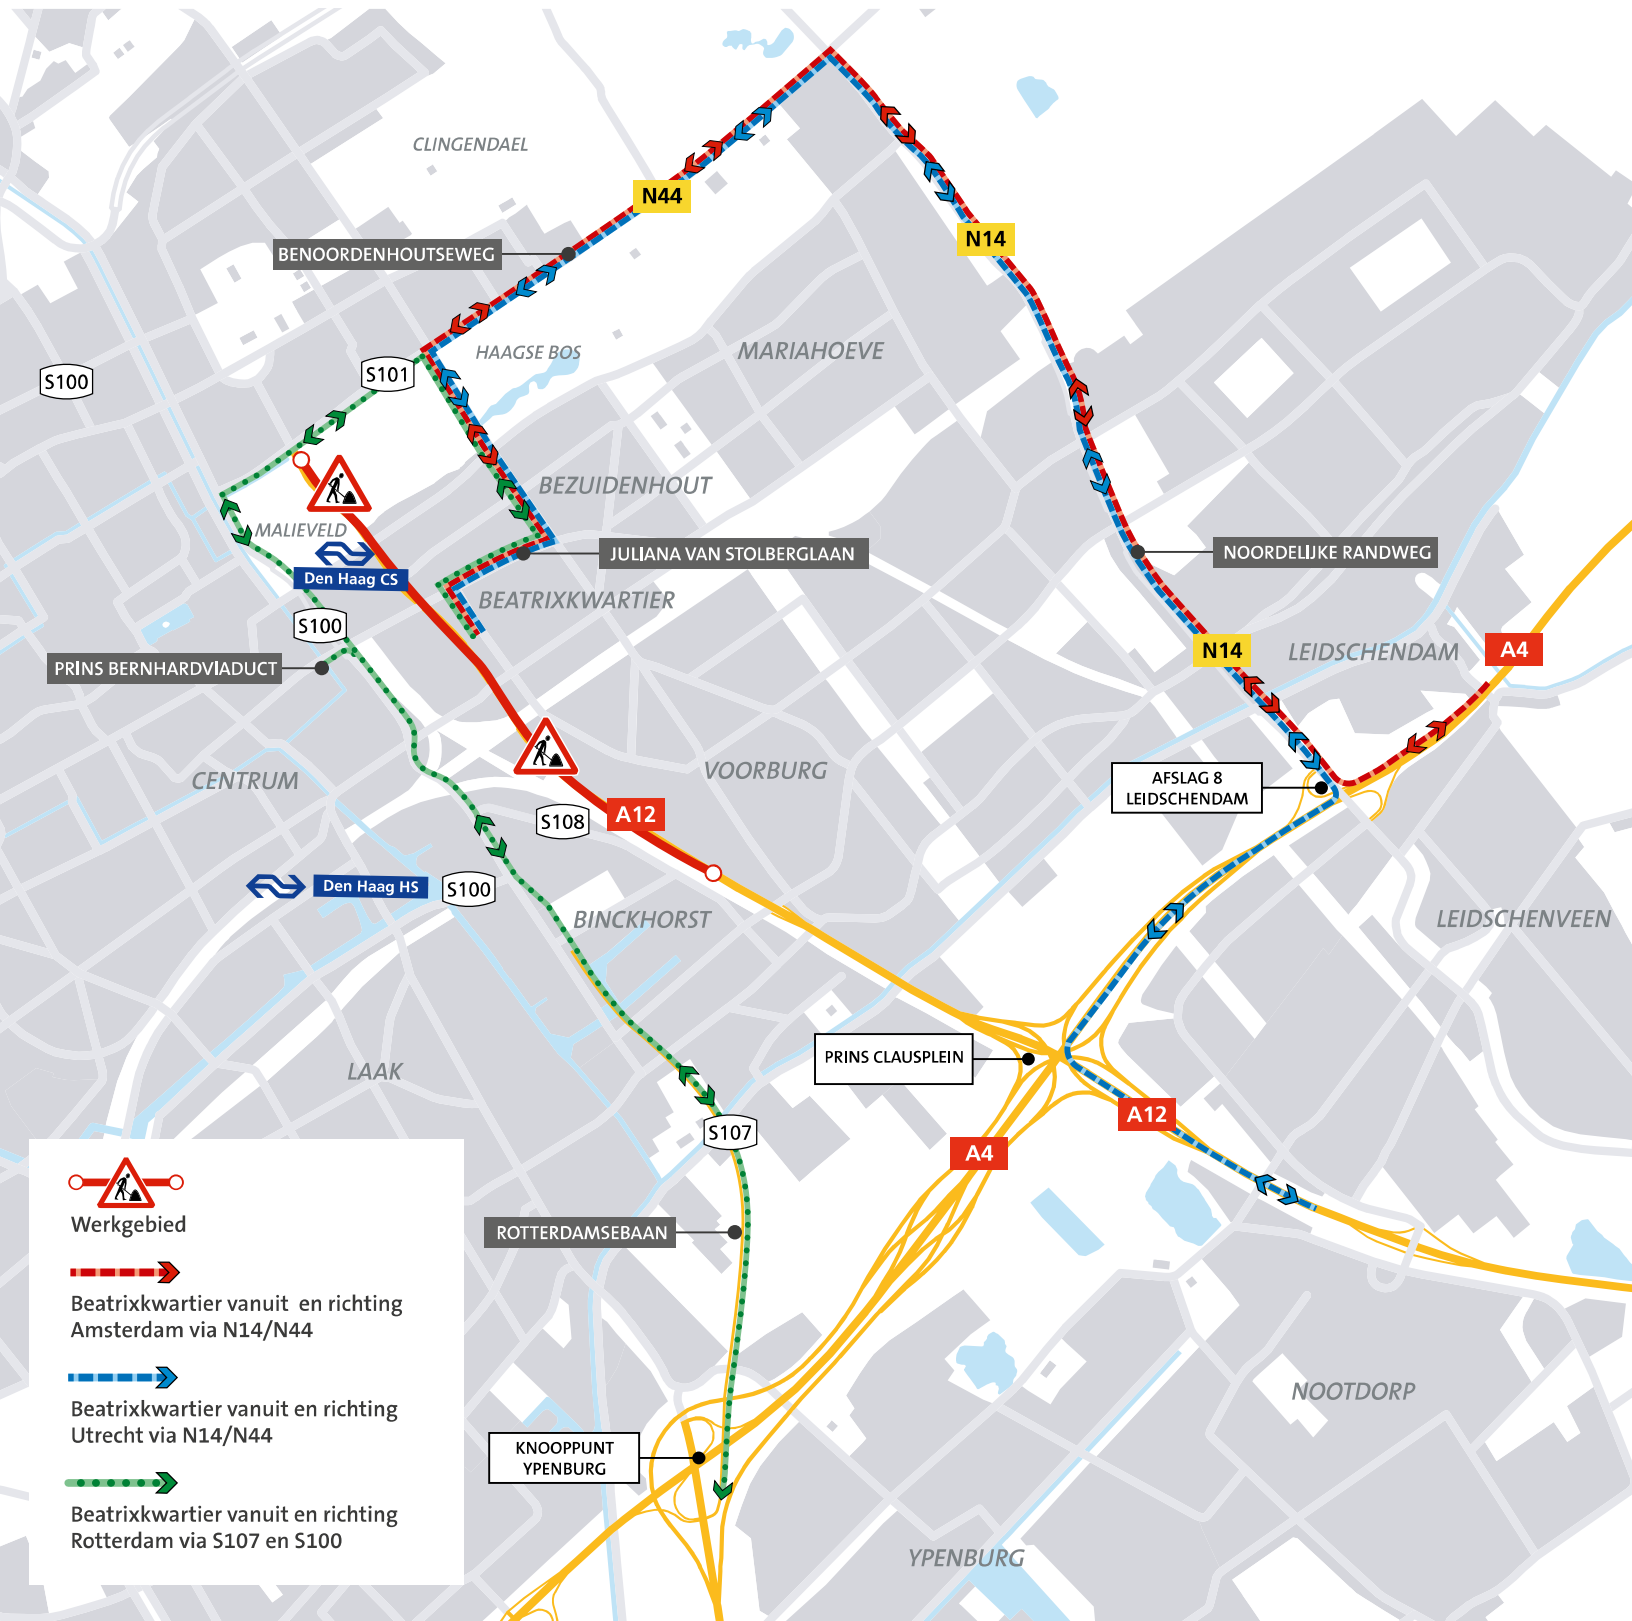 CLINGENDAEL
N44
N14
BENOORDENHOUTSEWEG
HAAGSE BOS
MARIAHOEVE
S100
S101
BEZUIDENHOUT
MALIEVELD
Den Haag CS
JULIANA VAN STOLBERGLAAN
NOORDELIJKE RANDWEG
BEATRIXKWARTIER
S100
PRINS BERNHARDVIADUCT
N14
LEIDSCHENDAM
A4
CENTRUM
VOORBURG
AFSLAG 8
LEIDSCHENDAM
S108
A12
Den Haag HS
S100
BINCKHORST
LEIDSCHENVEEN
LAAK
PRINS CLAUSPLEIN
A12
S107
A4
ROTTERDAMSEBAAN
NOOTDORP
KNOOPPUNT
YPENBURG
YPENBURG
Werkgebied
Beatrixkwartier vanuit en richting
Amsterdam via N14/N44
Beatrixkwartier vanuit en richting
Utrecht via N14/N44
Beatrixkwartier vanuit en richting
Rotterdam via S107 en S100